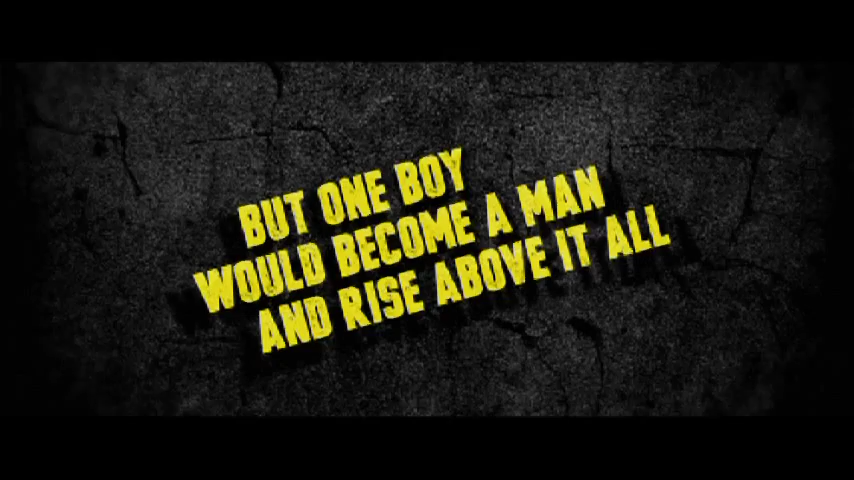 BUT ONE BOY
WOULD BECOME A MAN
AND RISE ABOVE IT ALL